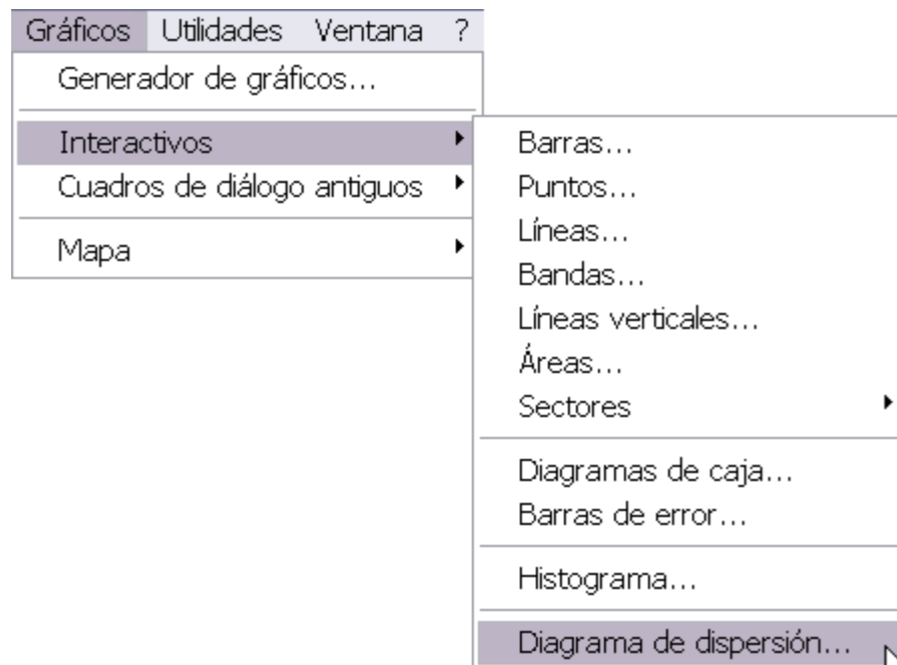 Gráficos Utilidades Ventana ?
Generador de gráficos...
Interactivos
Cuadros de diálogo antiguos
Mapa
Barras...
Puntos...
Líneas...
Bandas...
Líneas verticales...
Áreas...
Sectores
Diagramas de caja...
Barras de error...
Histograma...
Diagrama de dispersión...